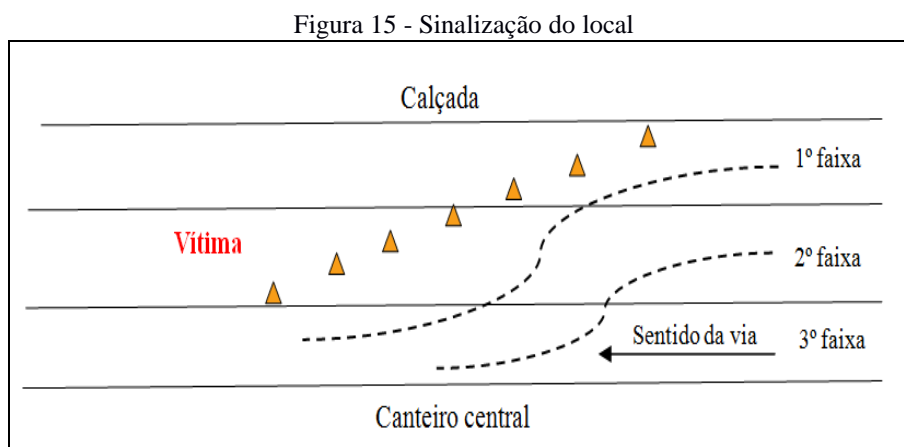 Figura 15 - Sinalização do local
Calçada
1º faixa
Vítima
2º faixa
Sentido da via
3º faixa
Canteiro central